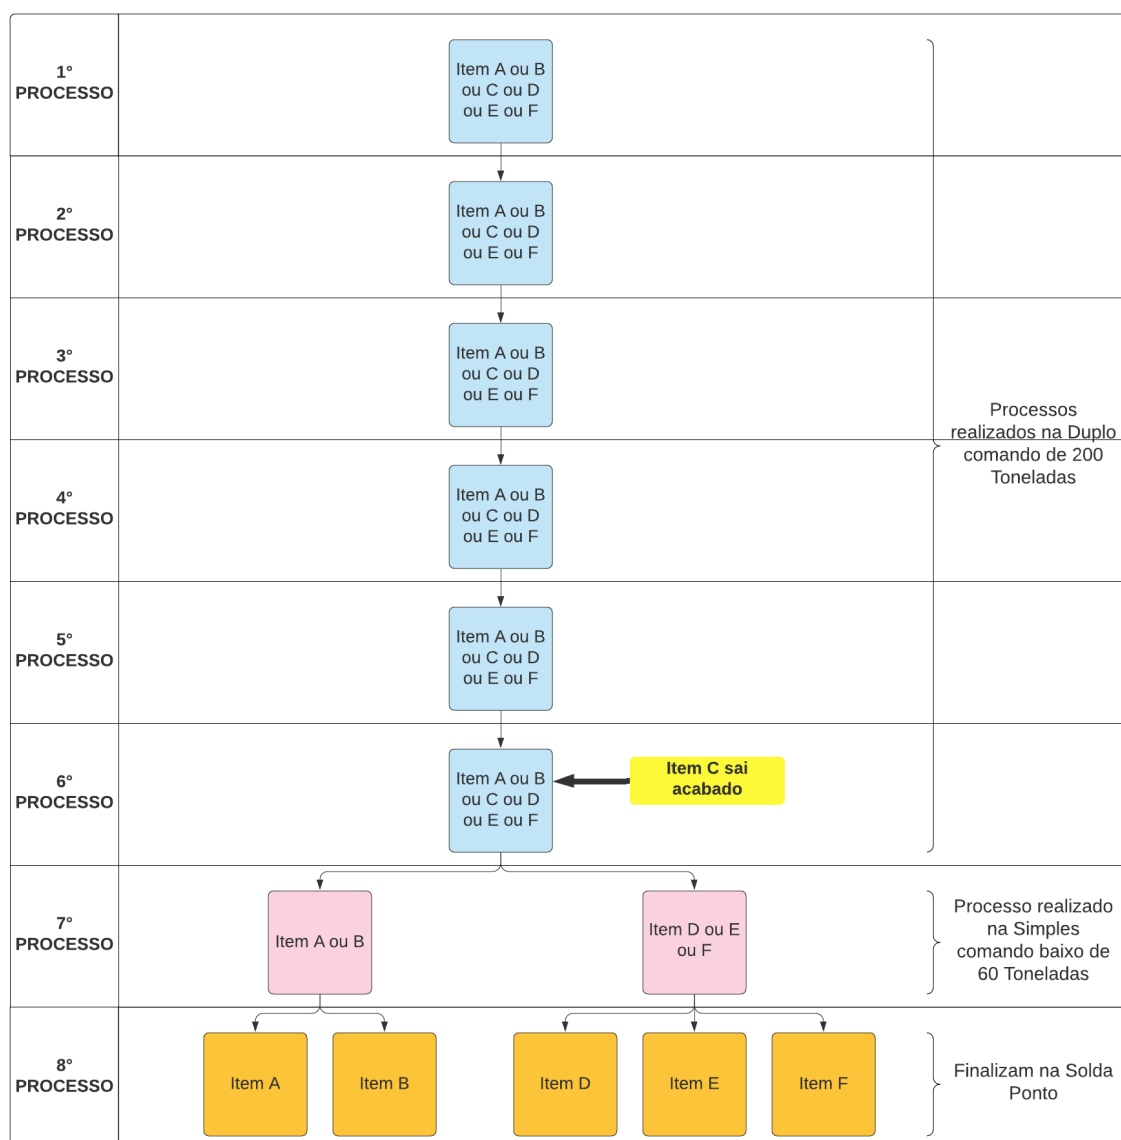 1°
PROCESSO
Item A ou B
ou C ou D
ou E ou F
2°
PROCESSO
Item A ou B
ou C ou D
ou E ou F
3°
PROCESSO
Item A ou B
ou C ou D
ou E ou F
Processos
realizados na Duplo
comando de 200
Toneladas
4°
PROCESSO
Item A ou B
ou C ou D
ou E ou F
5°
PROCESSO
Item A ou B
ou C ou D
ou E ou F
6°
PROCESSO
Item A ou B
ou C ou D
ou E ou F
Item C sai
acabado
7°
PROCESSO
Item A ou B
Item D ou E
ou F
Processo realizado
na Simples
comando baixo de
60 Toneladas
8°
PROCESSO
Item A
Item B
Item D
Item E
Item F
Finalizam na Solda
Ponto